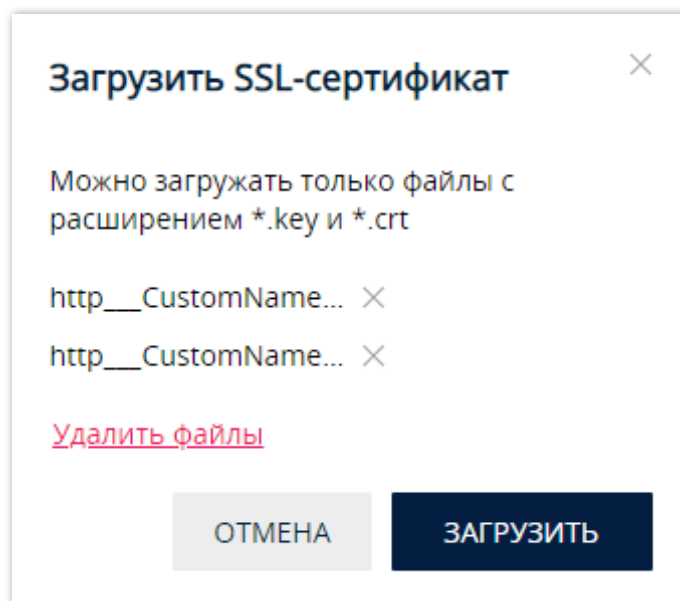 Загрузить SSL-сертификат
Можно загружать только файлы с
расширением *.key и *.crt
http___CustomName...
http___CustomName...
Удалить файлы
ОТМЕНА
ЗАГРУЗИТЬ